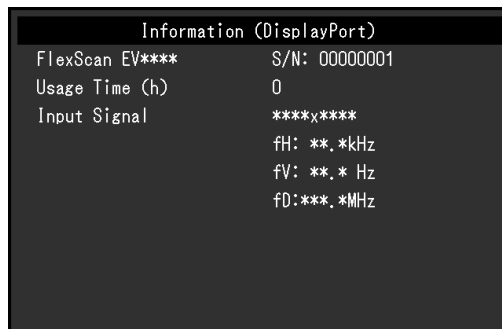 Information (DisplayPort)
FlexScan EV**** S/N: 00000001
Usage Time (h) 0
Input Signal ****x****
fH: **.*kHz
fV: **.* Hz
fD:***.*MHz